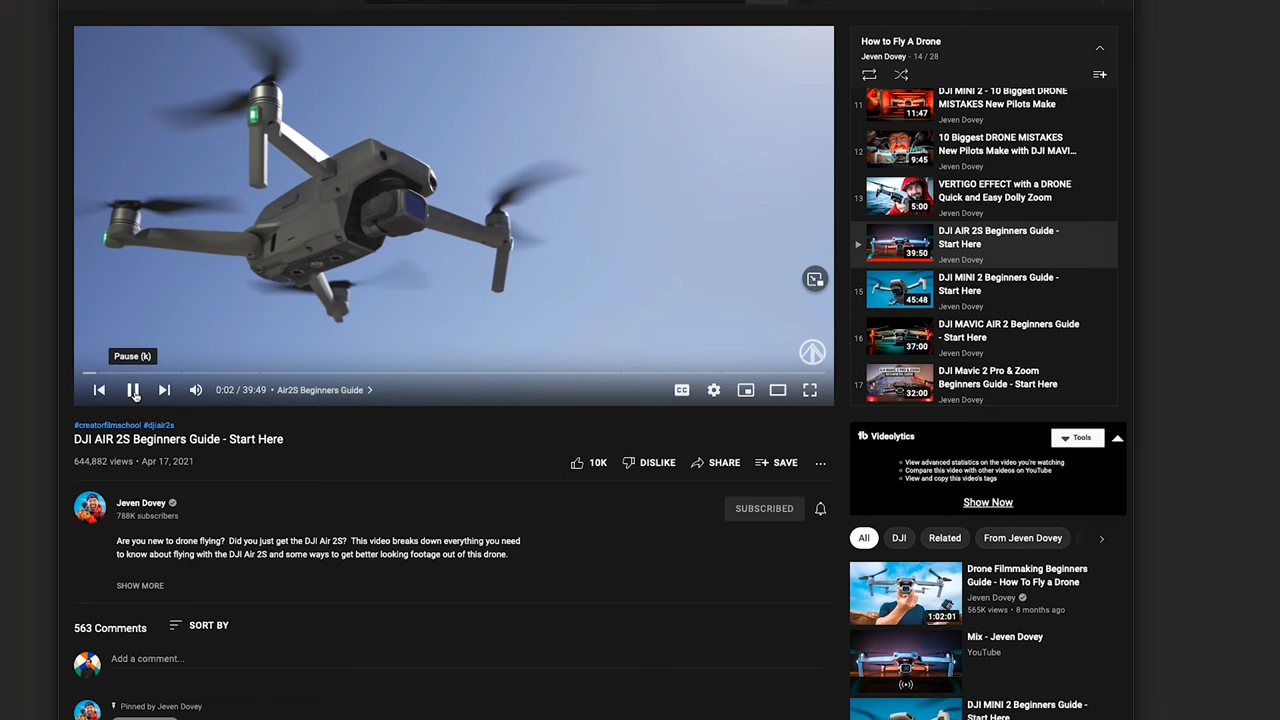 How to Fly A Drone
Jeven Dovey - 14 / 28
11
DJI MINI 2 - 10 Biggest DRONE
MISTAKES New Pilots Make
11:47
Jeven Dovey
12
10 Biggest DRONE MISTAKES
New Pilots Make with DJI MAVI...
9:45
Jeven Dovey
13
VERTIGO EFFECT with a DRONE
Quick and Easy Dolly Zoom
5:00
Jeven Dovey
DJI AIR 2S Beginners Guide -
Start Here
39:50
Jeven Dovey
15
DJI MINI 2 Beginners Guide -
Start Here
45:48
Jeven Dovey
16
DJI MAVIC AIR 2 Beginners Guide
- Start Here
37:00
Jeven Dovey
17
DJI Mavic 2 Pro & Zoom
Beginners Guide - Start Here
32:00
Jeven Dovey
Pause (k)
0:02 / 39:49 • Air2S Beginners Guide >
CC
#creatorfilmschool #djiair2s
DJI AIR 2S Beginners Guide - Start Here
644,882 views • Apr 17, 2021
10K DISLIKE SHARE SAVE ...
Jeven Dovey
788K subscribers
SUBSCRIBED
Are you new to drone flying? Did you just get the DJI Air 2S? This video breaks down everything you need
to know about flying with the DJI Air 2S and some ways to get better looking footage out of this drone.
SHOW MORE
563 Comments SORT BY
Add a comment...
Pinned by Jeven Dovey
tb Videolytics
Tools
View advanced statistics on the video you're watching
Compare this video with other videos on YouTube
View and copy this video's tags
Show Now
All DJI Related From Jeven Dovey
Drone Filmmaking Beginners
Guide - How To Fly a Drone
Jeven Dovey
565K views • 8 months ago
1:02:01
Mix - Jeven Dovey
YouTube
DJI MINI 2 Beginners Guide -
Start Here